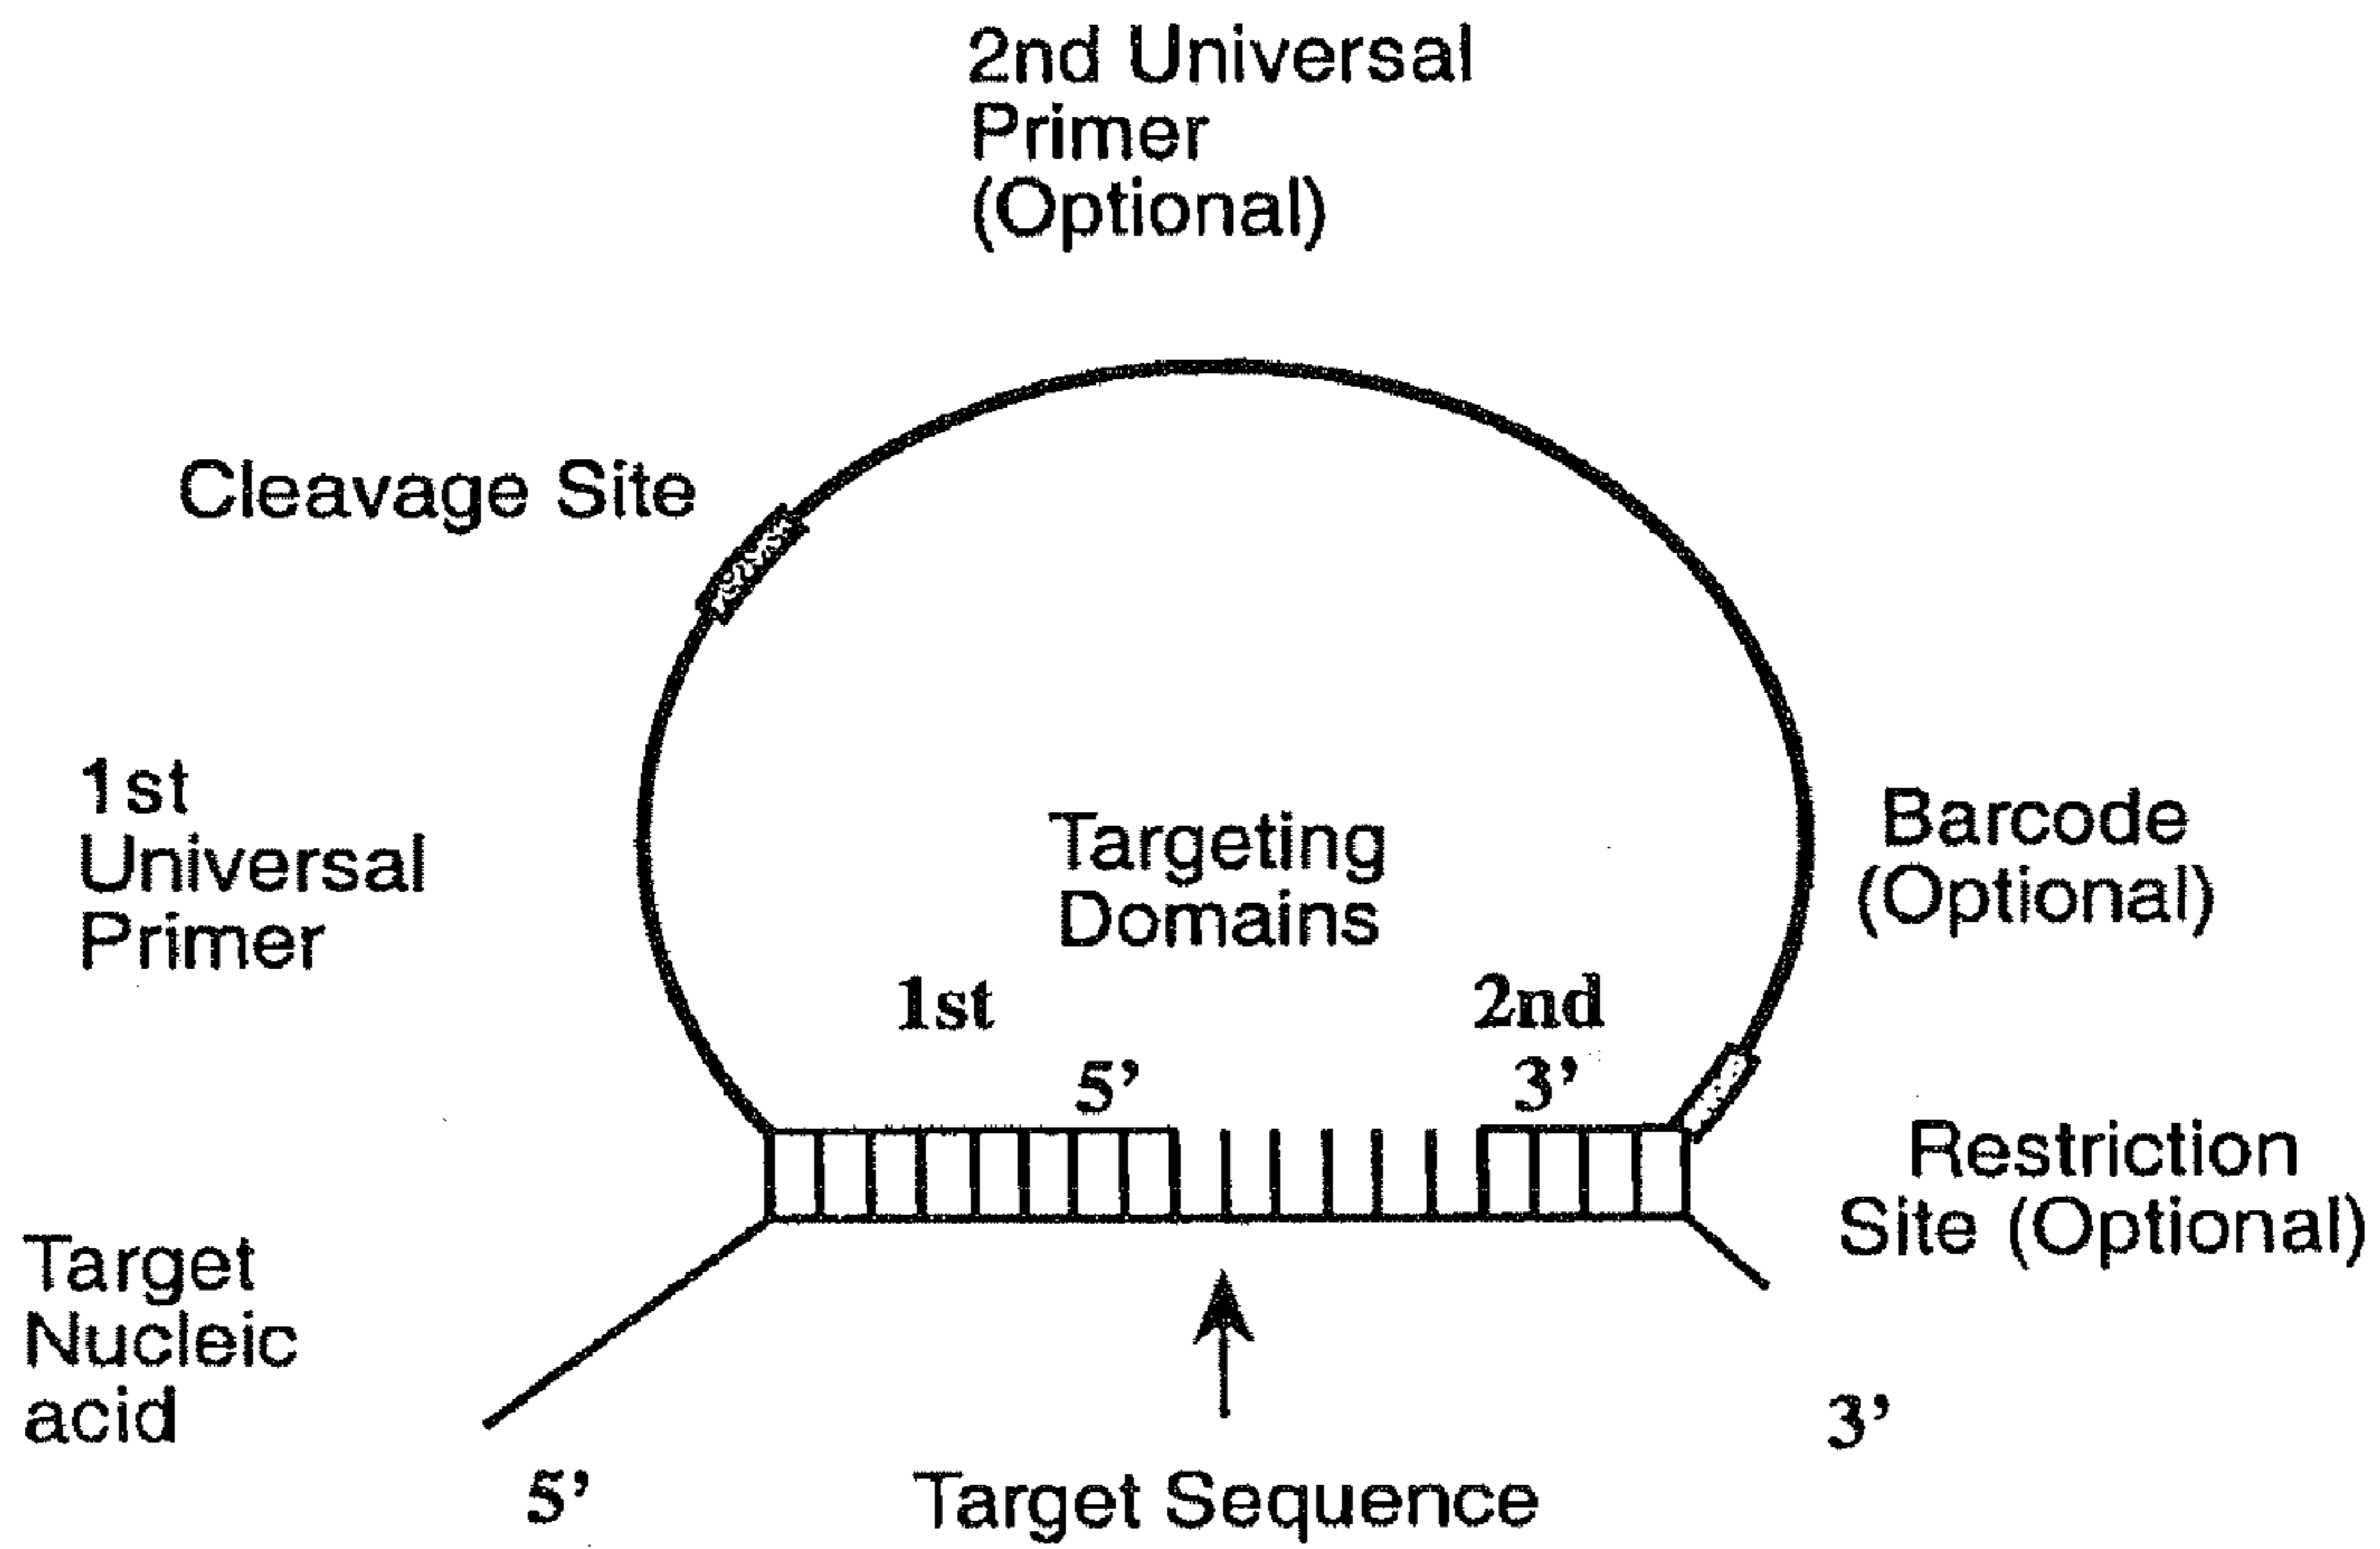 2nd Universal
Primer
(Optional)
Cleavage Site
1st
Universal
Primer
Targeting
Domains
Barcode
(Optional)
1st
2nd
5’
3’
Restriction
Site (Optional)
Target
Nucleic
acid
3’
5’
Target Sequence